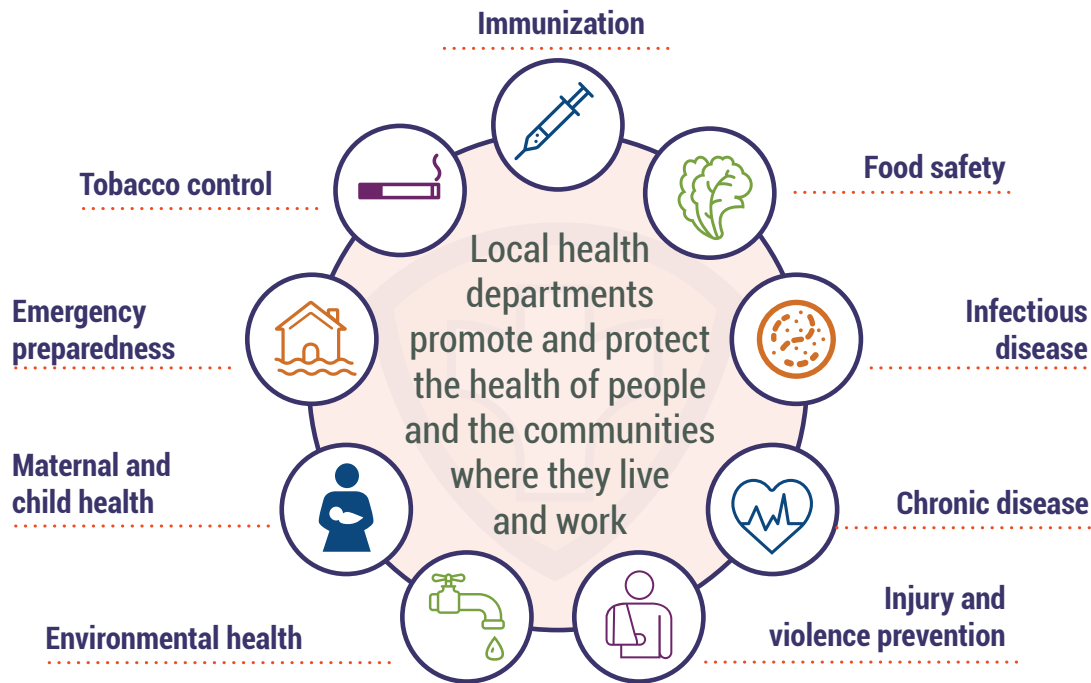 Immunization
Tobacco control
Food safety
Local health
departments
promote and protect
the health of people
and the communities
where they live
and work
Emergency
preparedness
Infectious
disease
Maternal and
child health
Chronic disease
Environmental health
Injury and
violence prevention